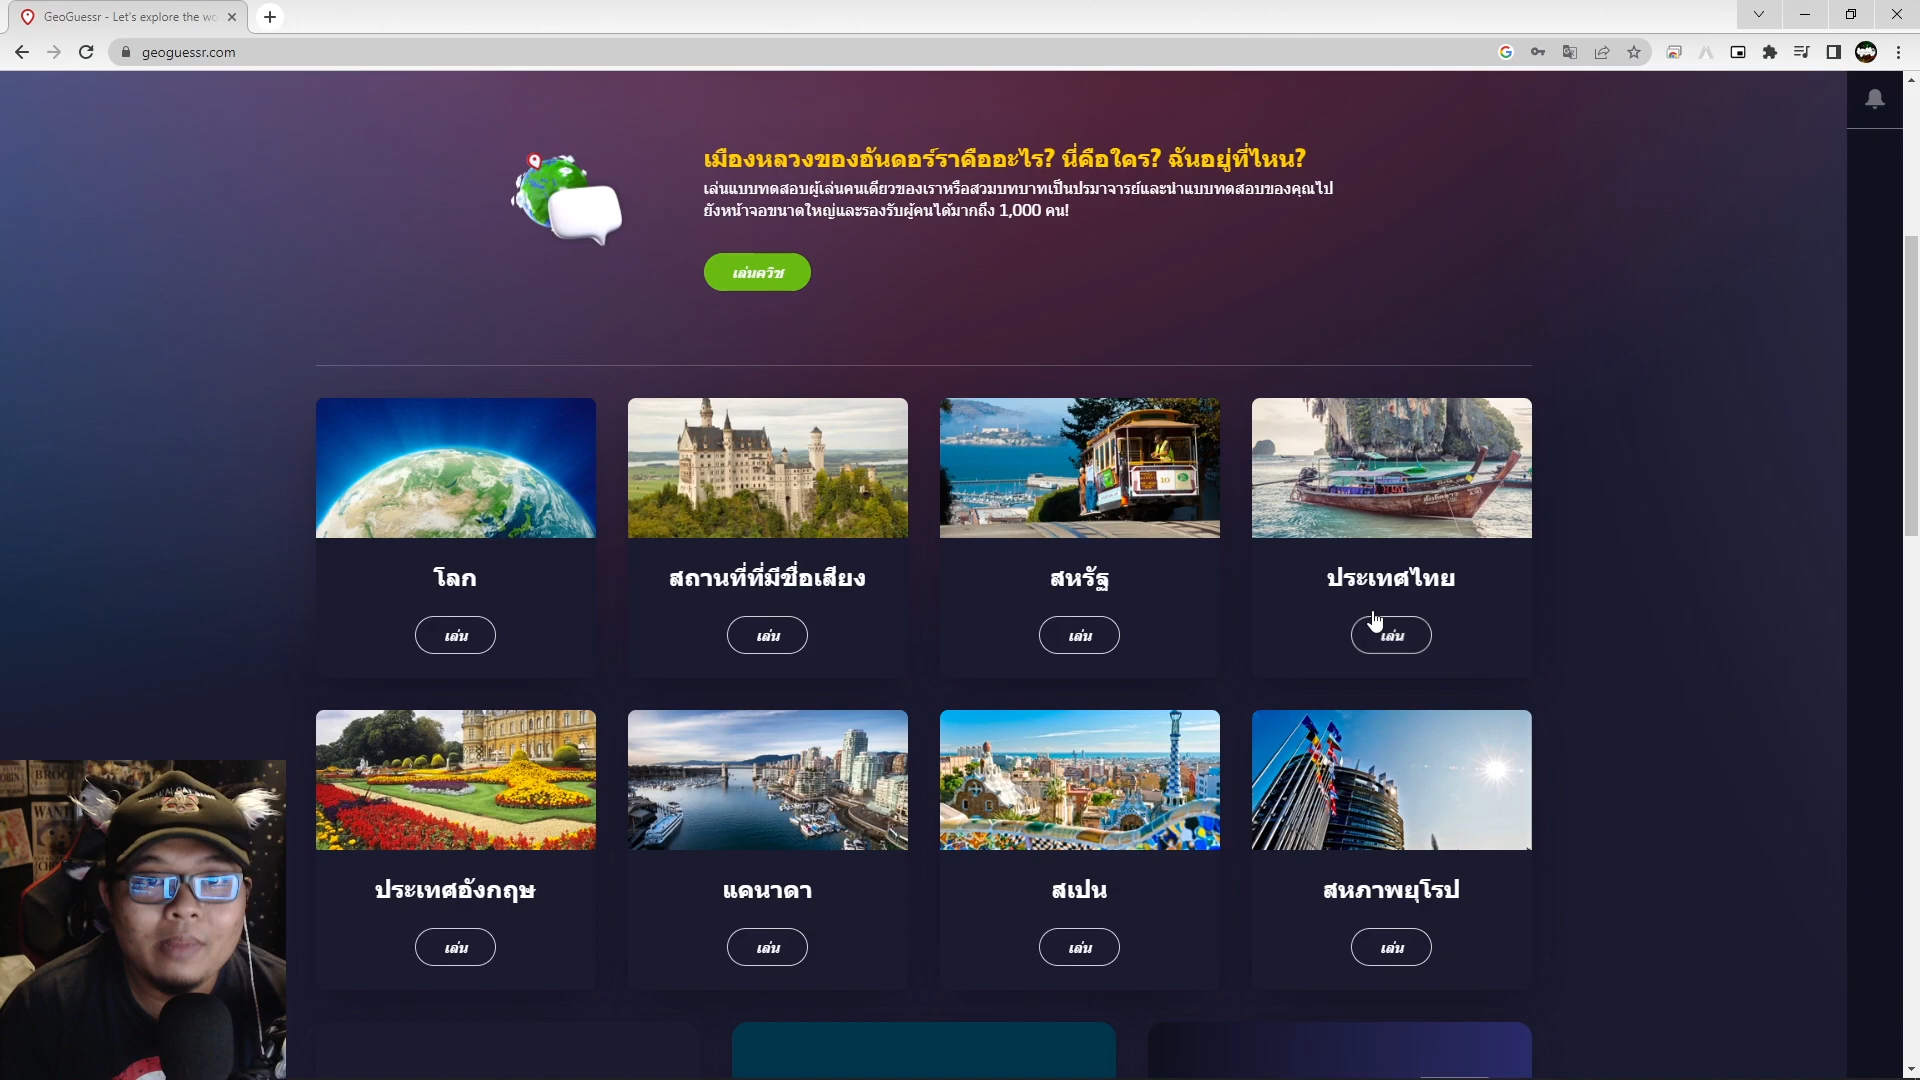 GeoGuessr - Let's explore the wo
geoguessr.com
เมืองหลวงของอันดอร์ราคืออะไร? นี่คือใคร? ฉันอยู่ที่ไหน?
เล่นแบบทดสอบผู้เล่นคนเดียวของเราหรือสวมบทบาทเป็นปรมาจารย์และนำแบบทดสอบของคุณไป
ยังหน้าจอขนาดใหญ่และรองรับผู้คนได้มากถึง 1,000 คน!
เล่นควิช
โลก
สถานที่ที่มีชื่อเสียง
สหรัฐ
ประเทศไทย
เล่น
เล่น
เล่น
เล่น
ประเทศอังกฤษ
แคนาดา
สเปน
สหภาพยุโรป
เล่น
เล่น
เล่น
เล่น